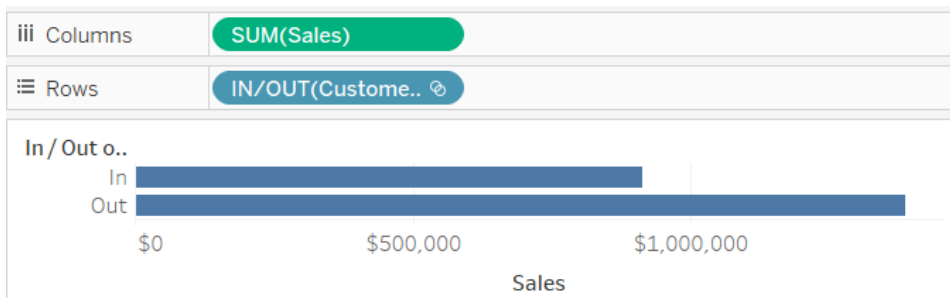 Columns SUM(Sales)
Rows IN/OUT(Custome..
In / Out o..
In
Out
$0 $500,000 $1,000,000
Sales